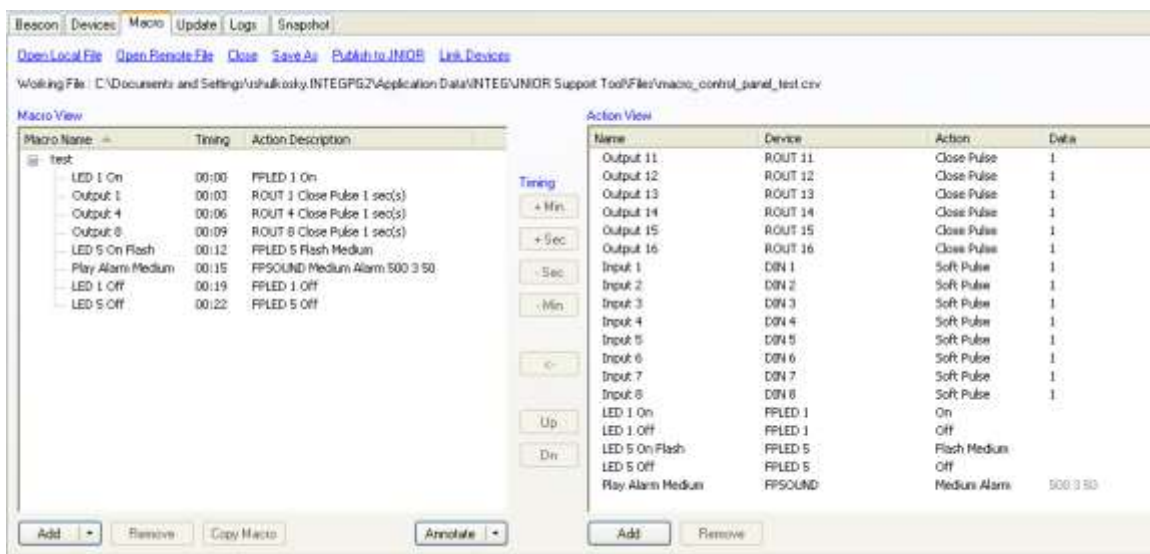 Beacon Devices Macro Update Logs Snapshot
Open Local File Open Remote File Close Save As Publish to JNIOR Link Devices
Working File : C:\Documents and Settings\rshulkosky.INTEGPG2\Application Data\INTEG\JNIOR Support Tool\Files\macro_control_panel_test.csv
Macro View
Macro Name Timing Action Description
test
LED 1 On 00:00 FPLED 1 On
Output 1 00:03 ROUT 1 Close Pulse 1 sec(s)
Output 4 00:06 ROUT 4 Close Pulse 1 sec(s)
Output 8 00:09 ROUT 8 Close Pulse 1 sec(s)
LED 5 On Flash 00:12 FPLED 5 Flash Medium
Play Alarm Medium 00:15 FPSOUND Medium Alarm 500 3 50
LED 1 Off 00:19 FPLED 1 Off
LED 5 Off 00:22 FPLED 5 Off
Timing
+ Min
+ Sec
- Sec
- Min
<-
Up
Dn
Action View
Name Device Action Data
Output 11 ROUT 11 Close Pulse 1
Output 12 ROUT 12 Close Pulse 1
Output 13 ROUT 13 Close Pulse 1
Output 14 ROUT 14 Close Pulse 1
Output 15 ROUT 15 Close Pulse 1
Output 16 ROUT 16 Close Pulse 1
Input 1 DIN 1 Soft Pulse 1
Input 2 DIN 2 Soft Pulse 1
Input 3 DIN 3 Soft Pulse 1
Input 4 DIN 4 Soft Pulse 1
Input 5 DIN 5 Soft Pulse 1
Input 6 DIN 6 Soft Pulse 1
Input 7 DIN 7 Soft Pulse 1
Input 8 DIN 8 Soft Pulse 1
LED 1 On FPLED 1 On
LED 1 Off FPLED 1 Off
LED 5 On Flash FPLED 5 Flash Medium
LED 5 Off FPLED 5 Off
Play Alarm Medium FPSOUND Medium Alarm 500 3 50
Add Remove Copy Macro Annotate
Add Remove